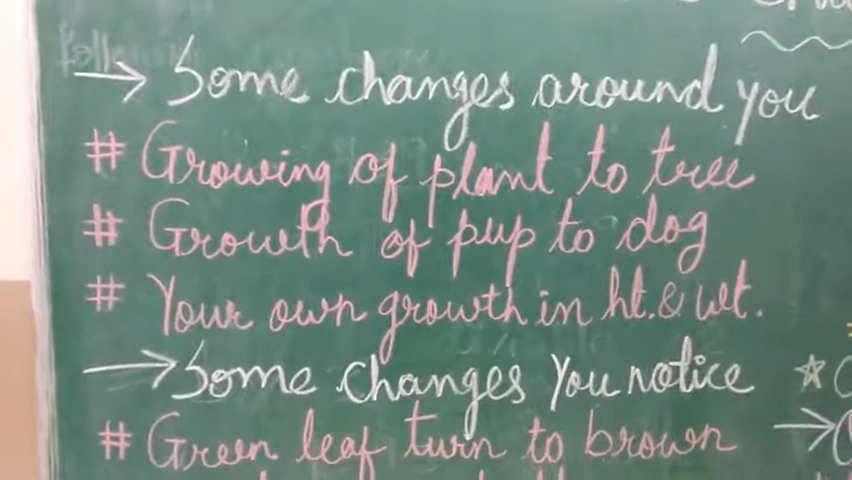 → Some changes around you
# Growing of plant to tree
# Growth of pup to dog
# Your own growth in ht. & wt.
→ Some changes You notice
# Green leaf turn to brown